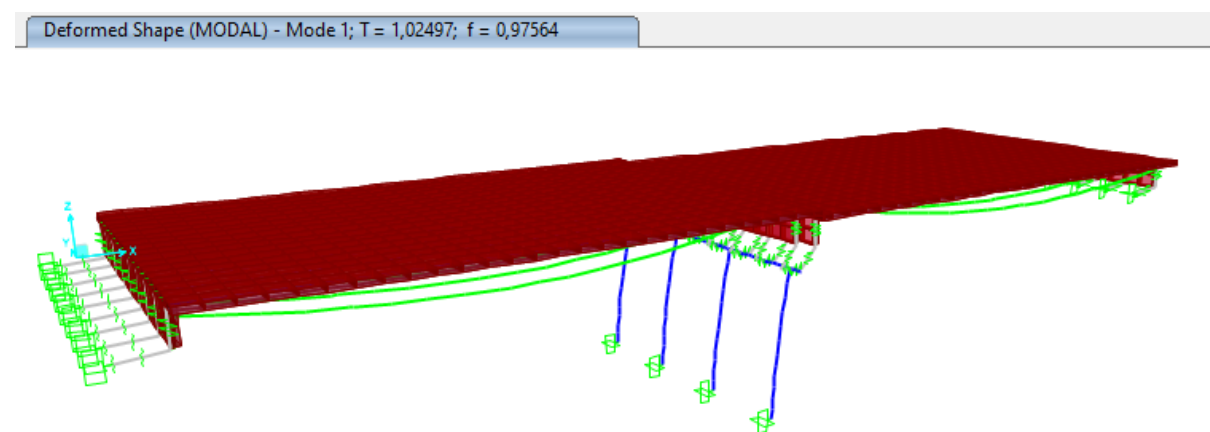 Deformed Shape (MODAL) - Mode 1; T = 1,02497; f = 0,97564
Z
Y
X